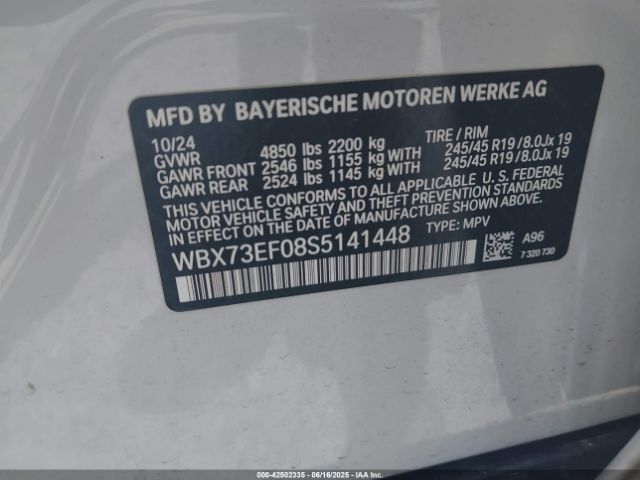 MFD BY BAYERISCHE MOTOREN WERKE AG
10/24
GVWR 4850 lbs 2200 kg TIRE / RIM
GAWR FRONT 2546 lbs 1155 kg WITH 245/45 R19 / 8.0Jx 19
GAWR REAR 2524 lbs 1145 kg WITH 245/45 R19 / 8.0Jx 19
THIS VEHICLE CONFORMS TO ALL APPLICABLE U. S. FEDERAL
MOTOR VEHICLE SAFETY AND THEFT PREVENTION
STANDARDS IN EFFECT ON THE DATE OF
MANUFACTURE SHOWN ABOVE.
WBX73EF08S5141448 TYPE: MPV A96
7 320 730
000-42502335 - 06/16/2025 - IAA Inc.